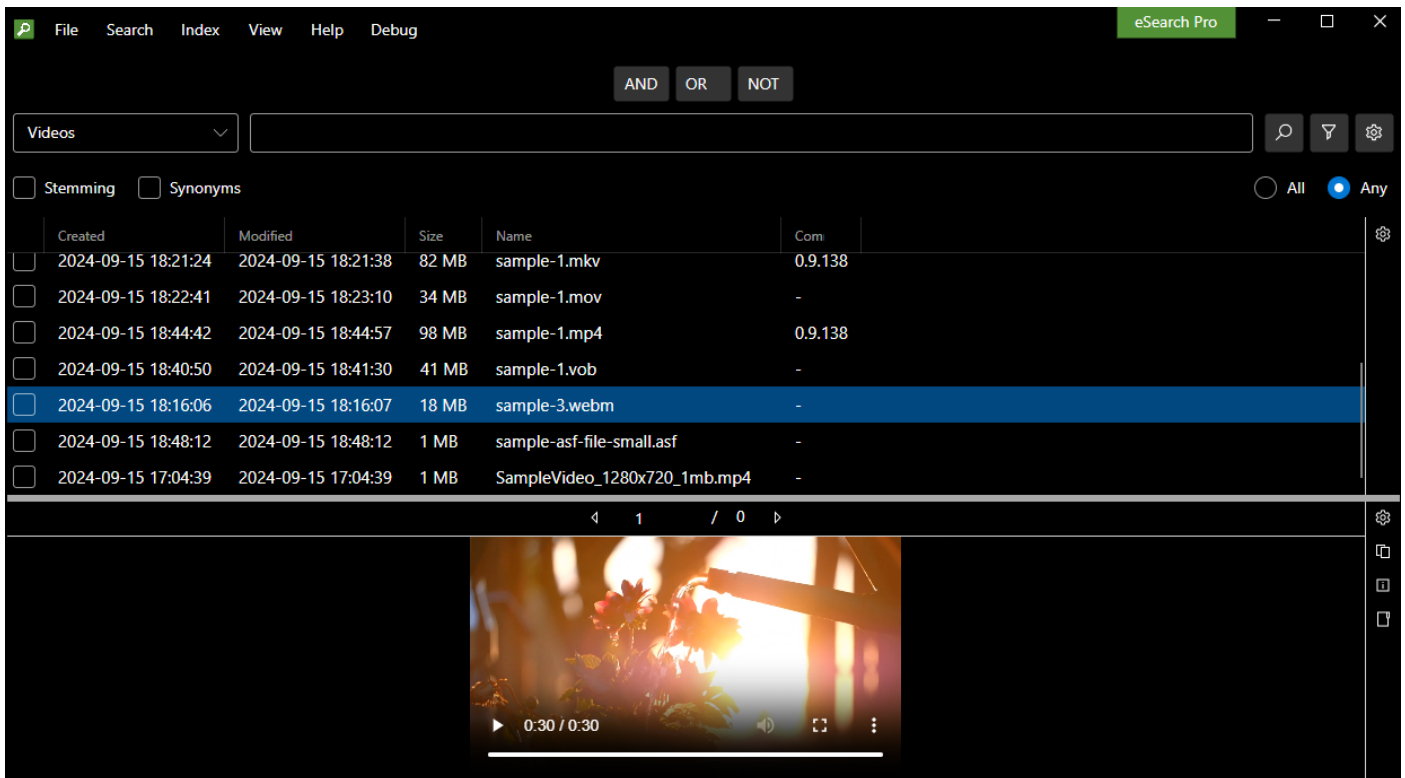 File Search Index View Help Debug eSearch Pro
AND OR NOT
Videos
Stemming Synonyms All Any
Created Modified Size Name Com
2024-09-15 18:21:24 2024-09-15 18:21:38 82 MB sample-1.mkv 0.9.138
2024-09-15 18:22:41 2024-09-15 18:23:10 34 MB sample-1.mov -
2024-09-15 18:44:42 2024-09-15 18:44:57 98 MB sample-1.mp4 0.9.138
2024-09-15 18:40:50 2024-09-15 18:41:30 41 MB sample-1.vob -
2024-09-15 18:16:06 2024-09-15 18:16:07 18 MB sample-3.webm -
2024-09-15 18:48:12 2024-09-15 18:48:12 1 MB sample-asf-file-small.asf -
2024-09-15 17:04:39 2024-09-15 17:04:39 1 MB SampleVideo_1280x720_1mb.mp4 -
1 / 0
0:30 / 0:30